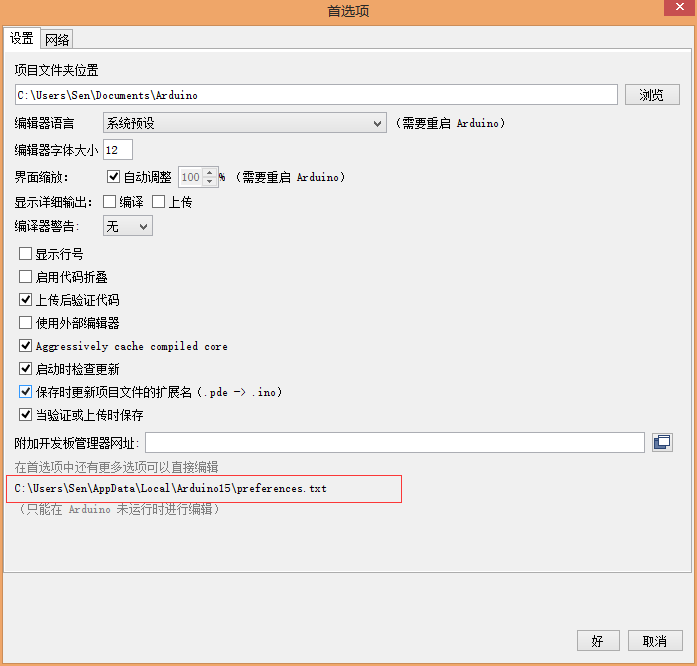 首选项
设置 网络
项目文件夹位置
C:\Users\Sen\Documents\Arduino 浏览
编辑器语言 系统预设 (需要重启 Arduino)
编辑器字体大小 12
界面缩放: 自动调整 100 % (需要重启 Arduino)
显示详细输出: 编译 上传
编译器警告: 无
显示行号
启用代码折叠
上传后验证代码
使用外部编辑器
Aggressively cache compiled core
启动时检查更新
保存时更新项目文件的扩展名 (.pde -> .ino)
当验证或上传时保存
附加开发板管理器网址:
在首选项中还有更多选项可以直接编辑
C:\Users\Sen\AppData\Local\Arduino15\preferences.txt
(只能在 Arduino 未运行时进行编辑)
好 取消